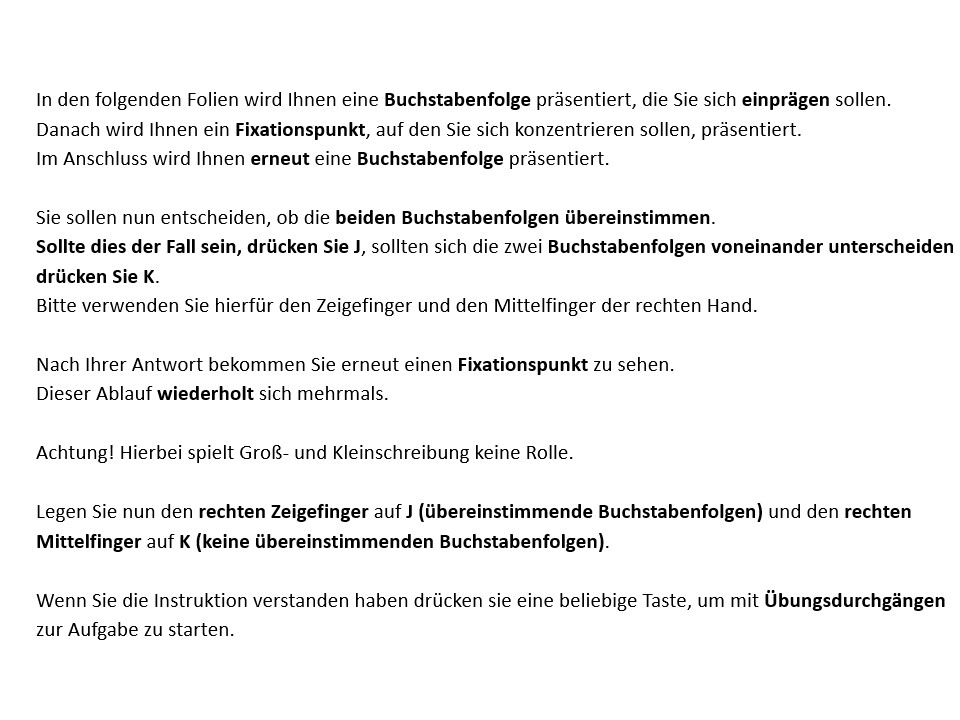 In den folgenden Folien wird Ihnen eine Buchstabenfolge präsentiert, die Sie sich einprägen sollen.
Danach wird Ihnen ein Fixationspunkt, auf den Sie sich konzentrieren sollen, präsentiert.
Im Anschluss wird Ihnen erneut eine Buchstabenfolge präsentiert.
Sie sollen nun entscheiden, ob die beiden Buchstabenfolgen übereinstimmen.
Sollte dies der Fall sein, drücken Sie J, sollten sich die zwei Buchstabenfolgen voneinander unterscheiden
drücken Sie K.
Bitte verwenden Sie hierfür den Zeigefinger und den Mittelfinger der rechten Hand.
Nach Ihrer Antwort bekommen Sie erneut einen Fixationspunkt zu sehen.
Dieser Ablauf wiederholt sich mehrmals.
Achtung! Hierbei spielt Groß- und Kleinschreibung keine Rolle.
Legen Sie nun den rechten Zeigefinger auf J (übereinstimmende Buchstabenfolgen) und den rechten
Mittelfinger auf K (keine übereinstimmenden Buchstabenfolgen).
Wenn Sie die Instruktion verstanden haben drücken sie eine beliebige Taste, um mit Übungsdurchgängen
zur Aufgabe zu starten.